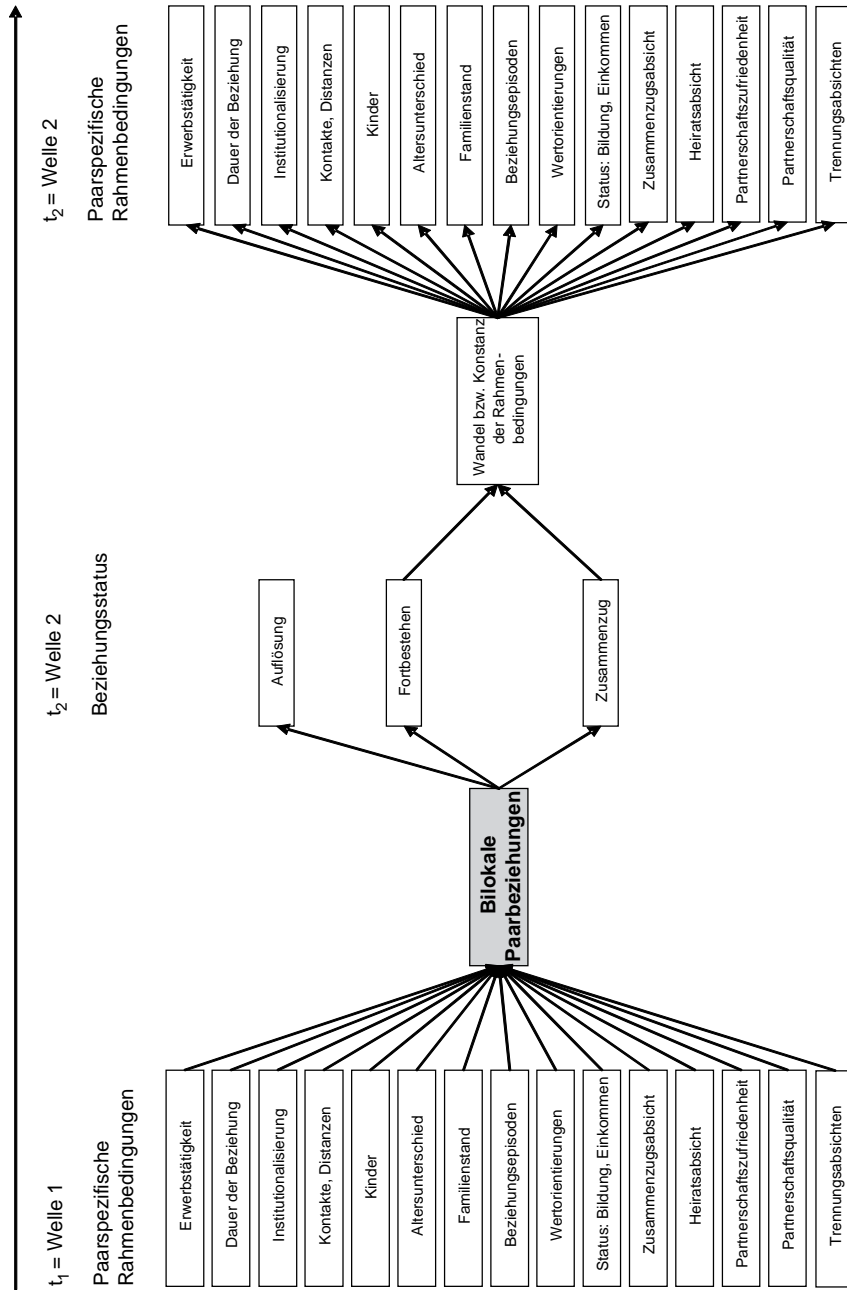 t₁ = Welle 1
Paarspezifische
Rahmenbedingungen
Erwerbstätigkeit
Dauer der Beziehung
Institutionalisierung
Kontakte, Distanzen
Kinder
Altersunterschied
Familienstand
Beziehungsepisoden
Wertorientierungen
Status: Bildung, Einkommen
Zusammenzugsabsicht
Heiratsabsicht
Partnerschaftszufriedenheit
Partnerschaftsqualität
Trennungsabsichten
Bilokale
Paarbeziehungen
t₂ = Welle 2
Beziehungsstatus
Auflösung
Fortbestehen
Zusammenzug
Wandel bzw. Konstanz
der Rahmen-
bedingungen
t₂ = Welle 2
Paarspezifische
Rahmenbedingungen
Erwerbstätigkeit
Dauer der Beziehung
Institutionalisierung
Kontakte, Distanzen
Kinder
Altersunterschied
Familienstand
Beziehungsepisoden
Wertorientierungen
Status: Bildung, Einkommen
Zusammenzugsabsicht
Heiratsabsicht
Partnerschaftszufriedenheit
Partnerschaftsqualität
Trennungsabsichten